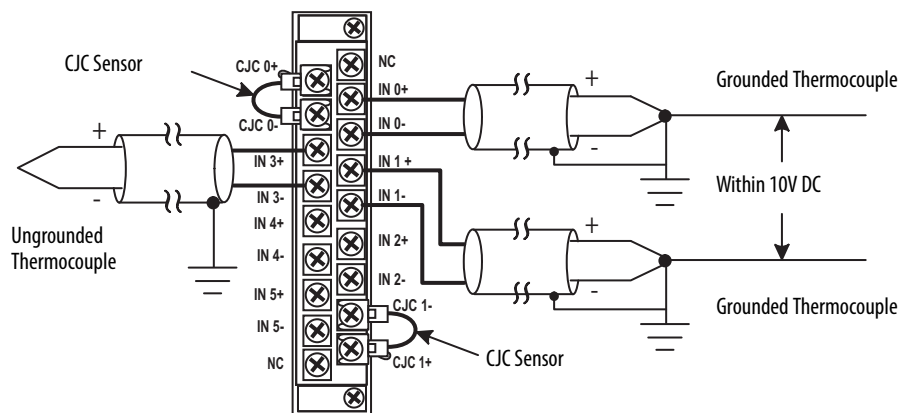 NC
CJC 0+
CJC Sensor
IN 0+
+
Grounded Thermocouple
CJC 0-
IN 0-
-
+
IN 3+
IN 1 +
Within 10V DC
IN 3-
IN 1-
-
IN 4+
+
Ungrounded
Thermocouple
IN 2+
IN 4-
IN 2-
-
IN 5+
CJC 1-
Grounded Thermocouple
IN 5-
NC
CJC 1+
CJC Sensor